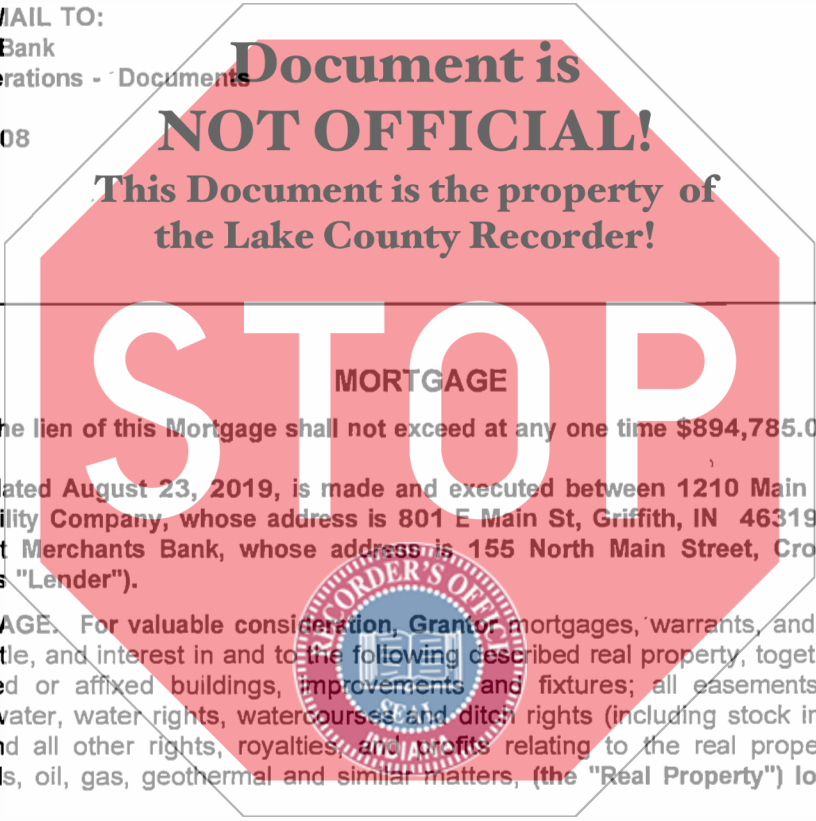 MAIL TO:
Bank
rations - Documents
08
Document is
NOT OFFICIAL!
This Document is the property of
the Lake County Recorder!
STOP
MORTGAGE
he lien of this Mortgage shall not exceed at any one time $894,785.0
ated August 23, 2019, is made and executed between 1210 Main
ility Company, whose address is 801 E Main St, Griffith, IN 46319
t Merchants Bank, whose address is 155 North Main Street, Cro
s "Lender").
AGE. For valuable consideration, Grantor mortgages, warrants, and
tle, and interest in and to the following described real property, toget
ed or affixed buildings, improvements and fixtures; all easements
vater, water rights, watercourses and ditch rights (including stock in
nd all other rights, royalties, and profits relating to the real prope
s, oil, gas, geothermal and similar matters, (the "Real Property") lo
RECORDER'S OFFICE
SEAL
INDIANA